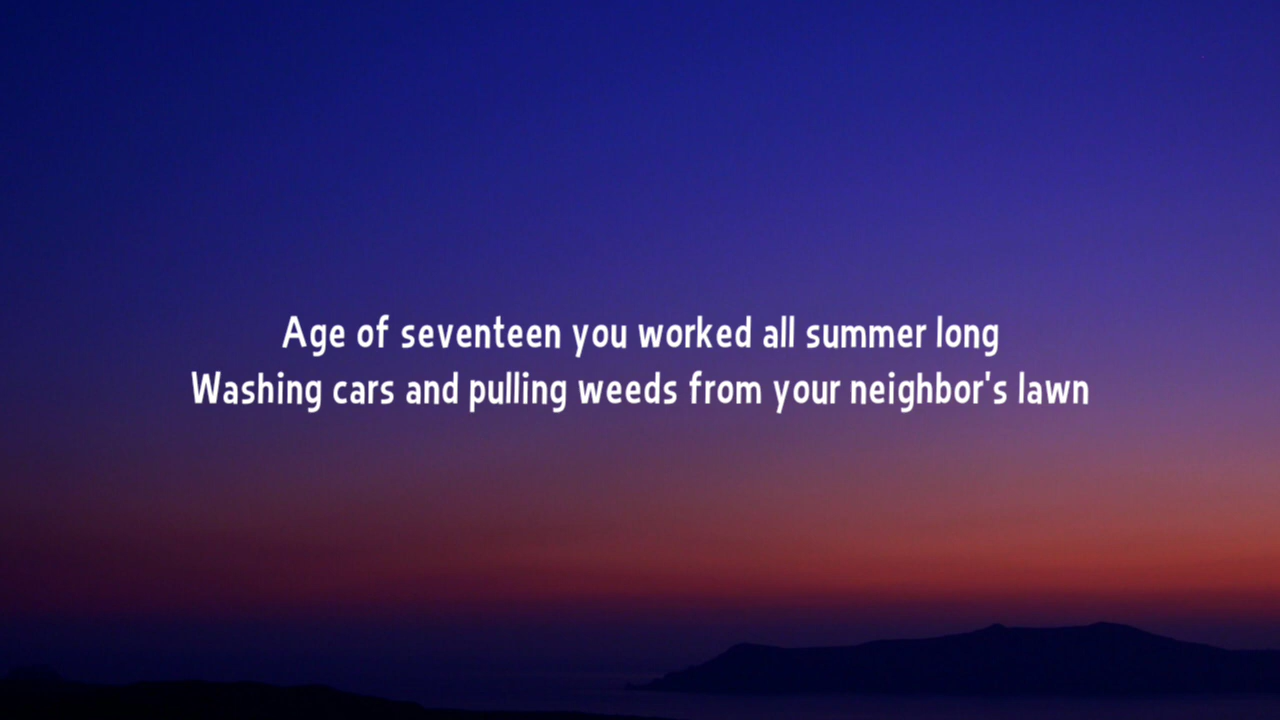 Age of seventeen you worked all summer long
Washing cars and pulling weeds from your neighbor's lawn